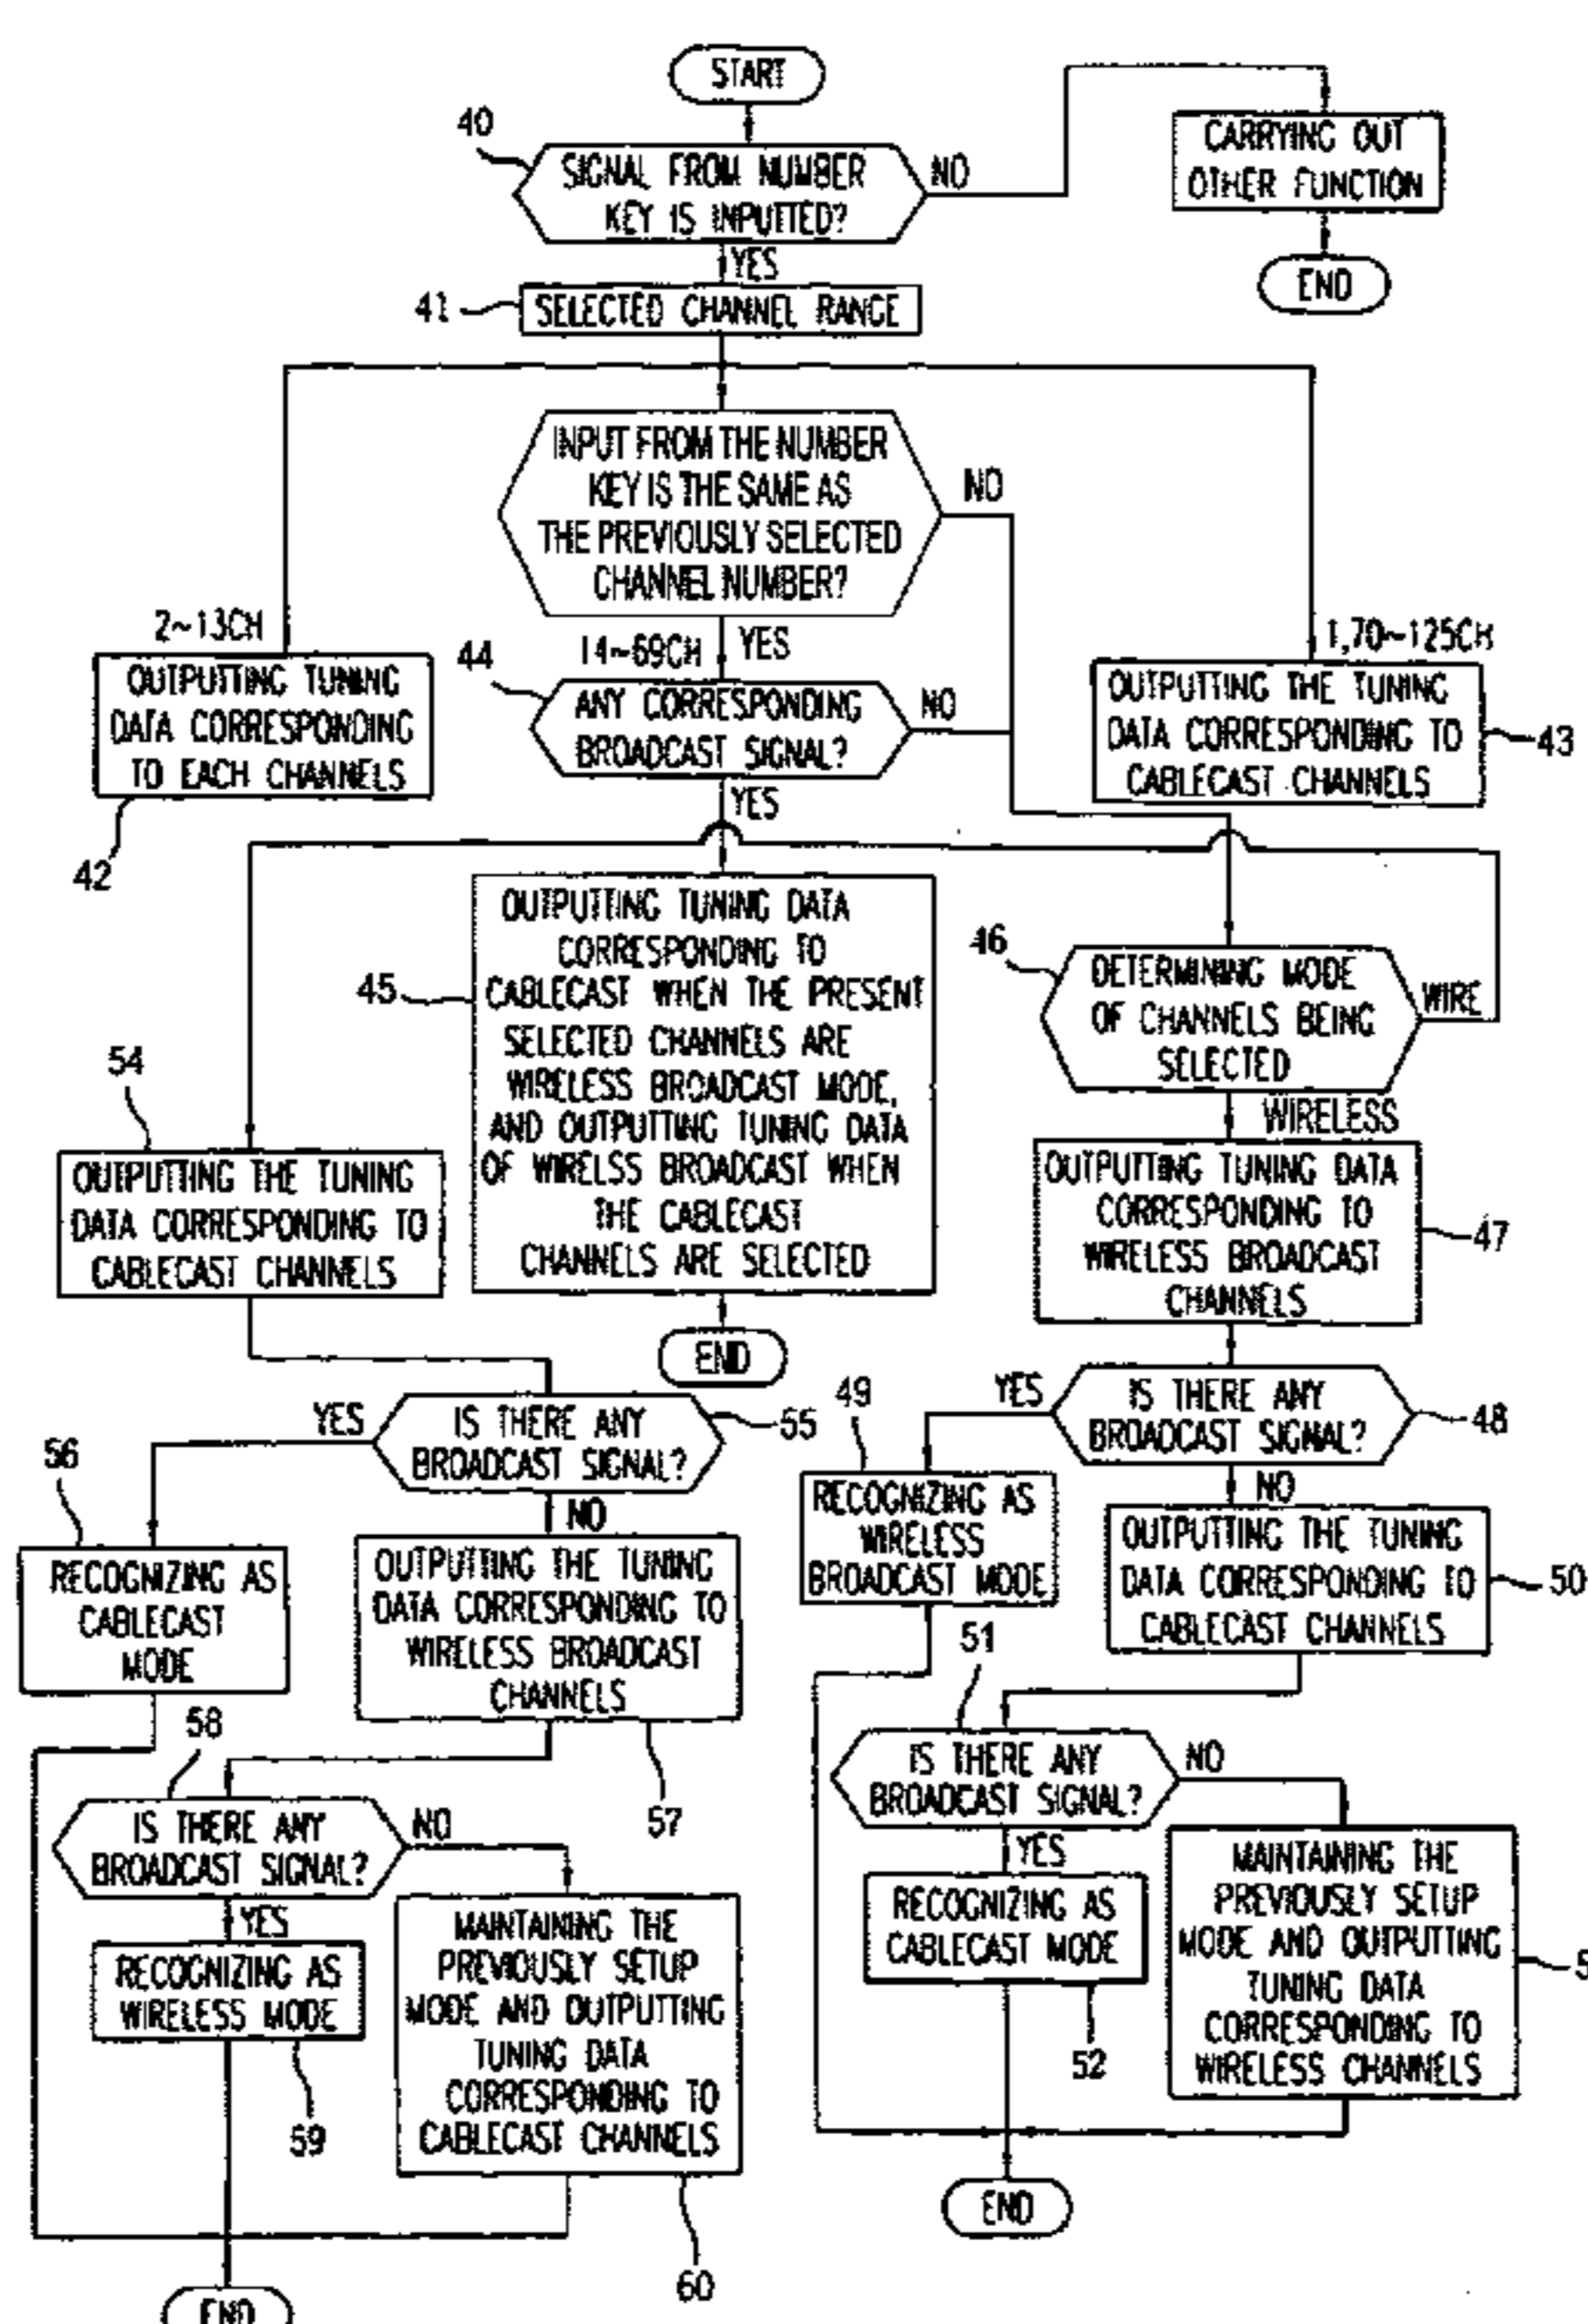 START
40
SIGNAL FROM NUMBER
KEY IS INPUTTED?
NO
CARRYING OUT
OTHER FUNCTION
END
YES
41
SELECTED CHANNEL RANGE
INPUT FROM THE NUMBER
KEY IS THE SAME AS
THE PREVIOUSLY SELECTED
CHANNEL NUMBER?
NO
2~13CH
OUTPUTTING TUNING
DATA CORRESPONDING
TO EACH CHANNELS
42
14~69CH
YES
44
ANY CORRESPONDING
BROADCAST SIGNAL?
NO
YES
1,70~125CH
OUTPUTTING THE TUNING
DATA CORRESPONDING TO
CABLECAST CHANNELS
43
45
OUTPUTTING TUNING DATA
CORRESPONDING TO
CABLECAST WHEN THE PRESENT
SELECTED CHANNELS ARE
WIRELESS BROADCAST MODE,
AND OUTPUTTING TUNING DATA
OF WIRELSS BROADCAST WHEN
THE CABLECAST
CHANNELS ARE SELECTED
END
46
DETERMINING MODE
OF CHANNELS BEING
SELECTED
WIRE
WIRELESS
OUTPUTTING TUNING DATA
CORRESPONDING TO
WIRELESS BROADCAST
CHANNELS
47
54
OUTPUTTING THE TUNING
DATA CORRESPONDING TO
CABLECAST CHANNELS
YES
IS THERE ANY
BROADCAST SIGNAL?
55
NO
56
RECOGNIZING AS
CABLECAST
MODE
OUTPUTTING THE TUNING
DATA CORRESPONDING TO
WIRELESS BROADCAST
CHANNELS
57
58
IS THERE ANY
BROADCAST SIGNAL?
NO
YES
RECOGNIZING AS
WIRELESS MODE
59
MAINTAINING THE
PREVIOUSLY SETUP
MODE AND OUTPUTTING
TUNING DATA
CORRESPONDING TO
CABLECAST CHANNELS
60
END
YES
IS THERE ANY
BROADCAST SIGNAL?
48
NO
49
RECOGNIZING AS
WIRELESS
BROADCAST MODE
OUTPUTTING THE TUNING
DATA CORRESPONDING TO
CABLECAST CHANNELS
50
51
IS THERE ANY
BROADCAST SIGNAL?
NO
YES
RECOGNIZING AS
CABLECAST MODE
52
MAINTAINING THE
PREVIOUSLY SETUP
MODE AND OUTPUTTING
TUNING DATA
CORRESPONDING TO
WIRELESS CHANNELS
END